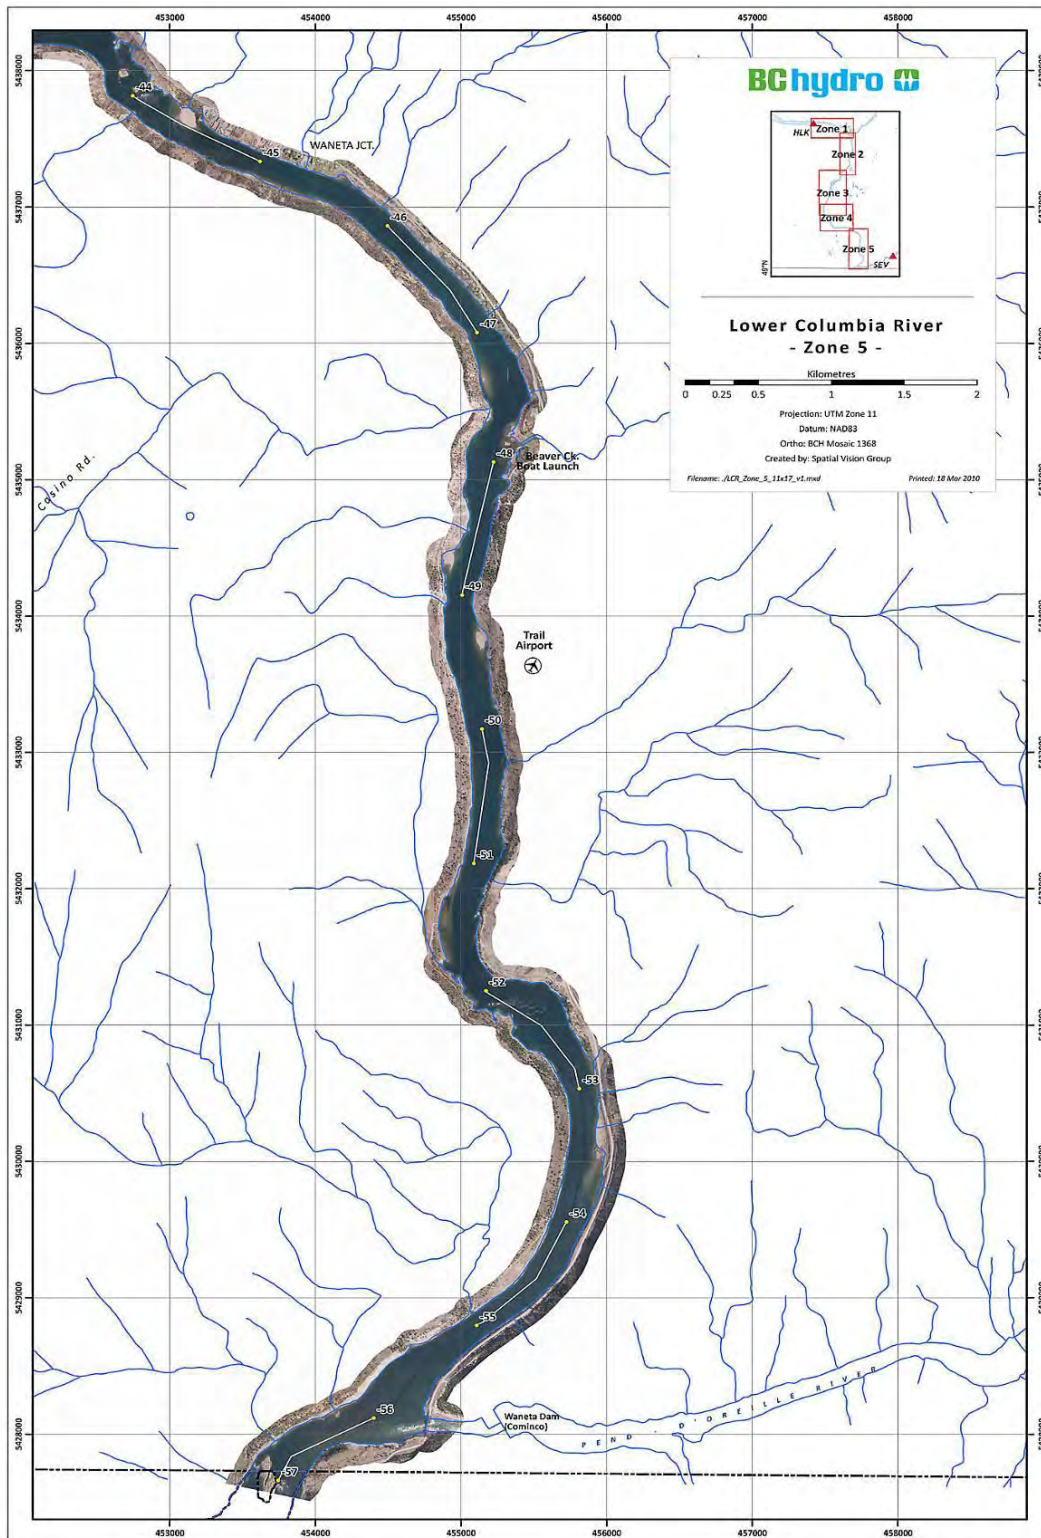 453000 454000 455000 456000 457000 458000
5438000
5437000
5436000
5435000
5434000
5433000
5432000
5431000
5430000
5429000
5428000
-44
-45
WANETA JCT.
-46
-47
-48
Beaver Ck.
Boat Launch
Casino Rd.
-49
Trail
Airport
-50
-51
-52
-53
-54
-55
-56
Waneta Dam
(Cominco)
PEND D'OREILLE RIVER
-57
BC hydro
HLK
Zone 1
Zone 2
Zone 3
Zone 4
Zone 5
SEV
49°N
Lower Columbia River
- Zone 5 -
Kilometres
0 0.25 0.5 1 1.5 2
Projection: UTM Zone 11
Datum: NAD83
Ortho: BCH Mosaic 1368
Created by: Spatial Vision Group
Filename: ./LCR_Zone_5_11x17_v1.mxd Printed: 18 Mar 2010
453000 454000 455000 456000 457000 458000